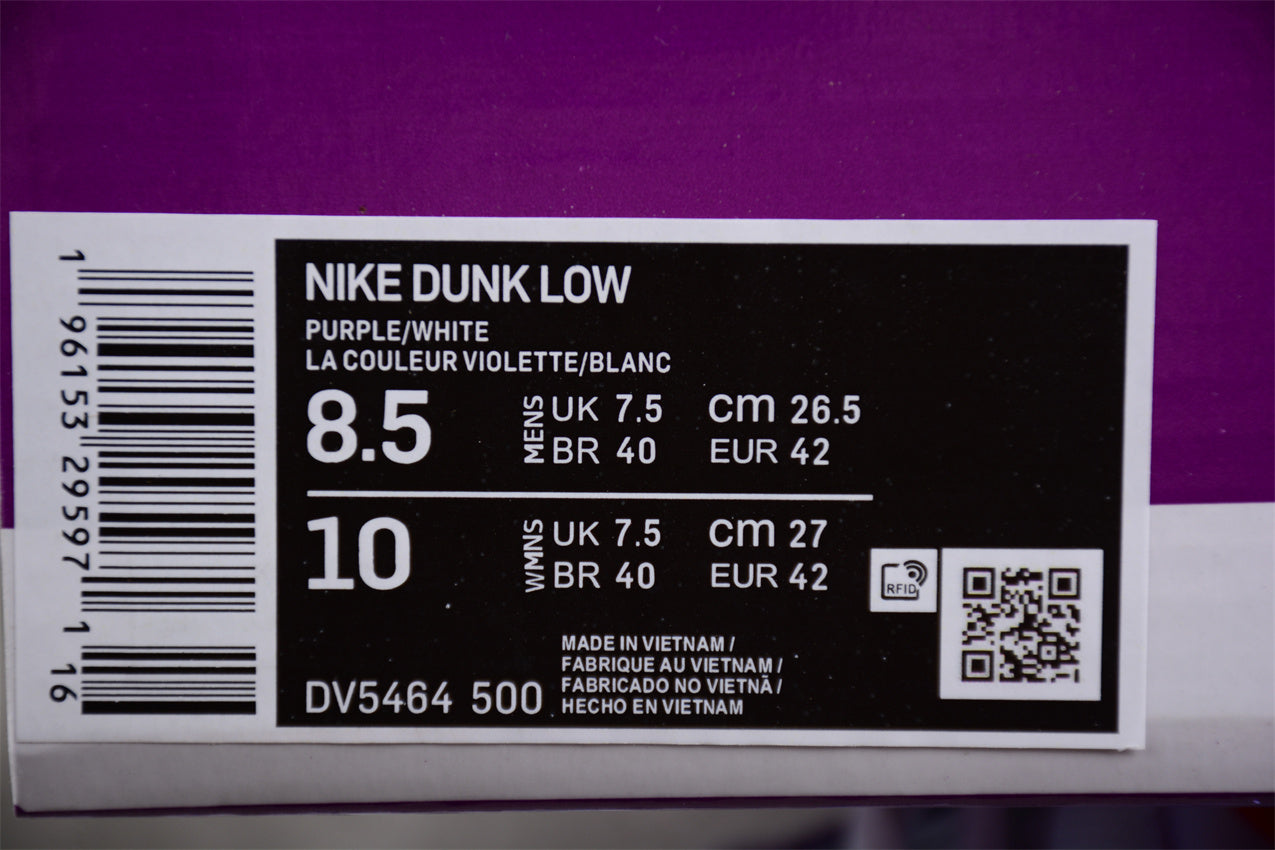 1 96153 29597 1 16
NIKE DUNK LOW
PURPLE/WHITE
LA COULEUR VIOLETTE/BLANC
8.5 MENS UK 7.5 cm 26.5
BR 40 EUR 42
10 WMNS UK 7.5 cm 27
BR 40 EUR 42
RFID
MADE IN VIETNAM /
FABRIQUE AU VIETNAM /
FABRICADO NO VIETNÃ /
HECHO EN VIETNAM
DV5464 500